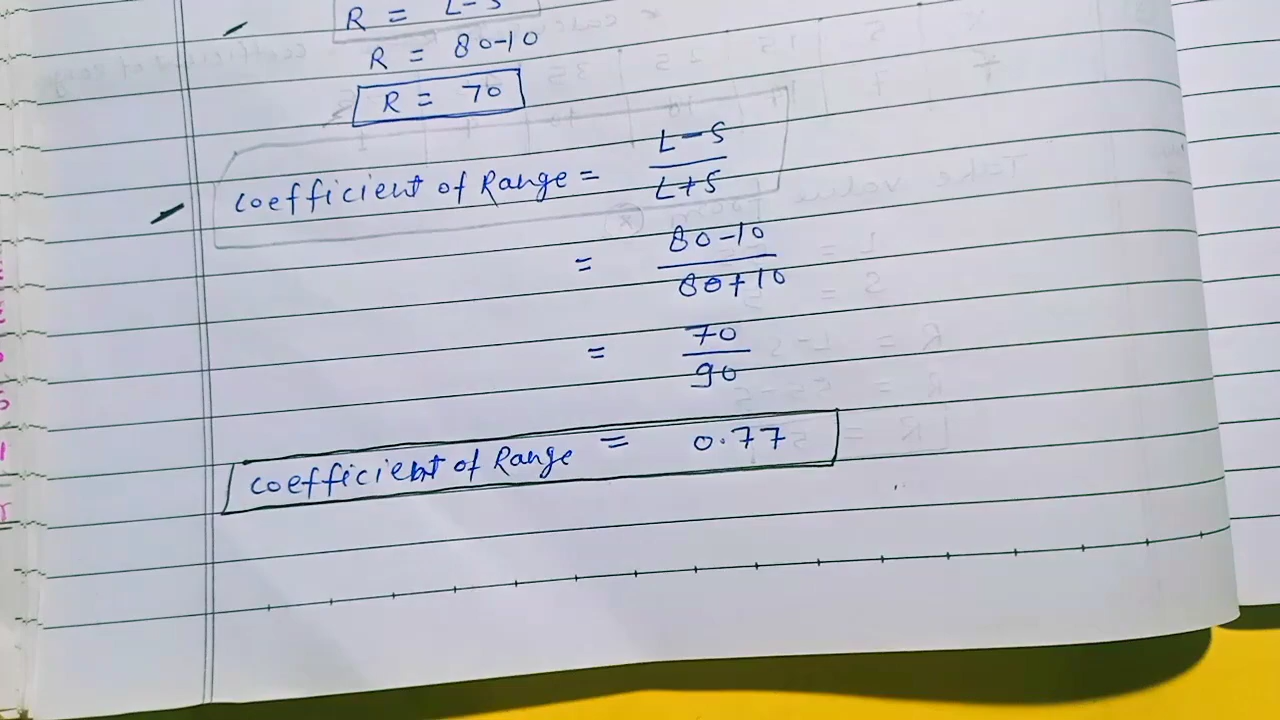 R = L-S
R = 80-10
R = 70
Coefficient of Range = L-S / L+S
= 80-10 / 80+10
= 70 / 90
Coefficient of Range = 0.77